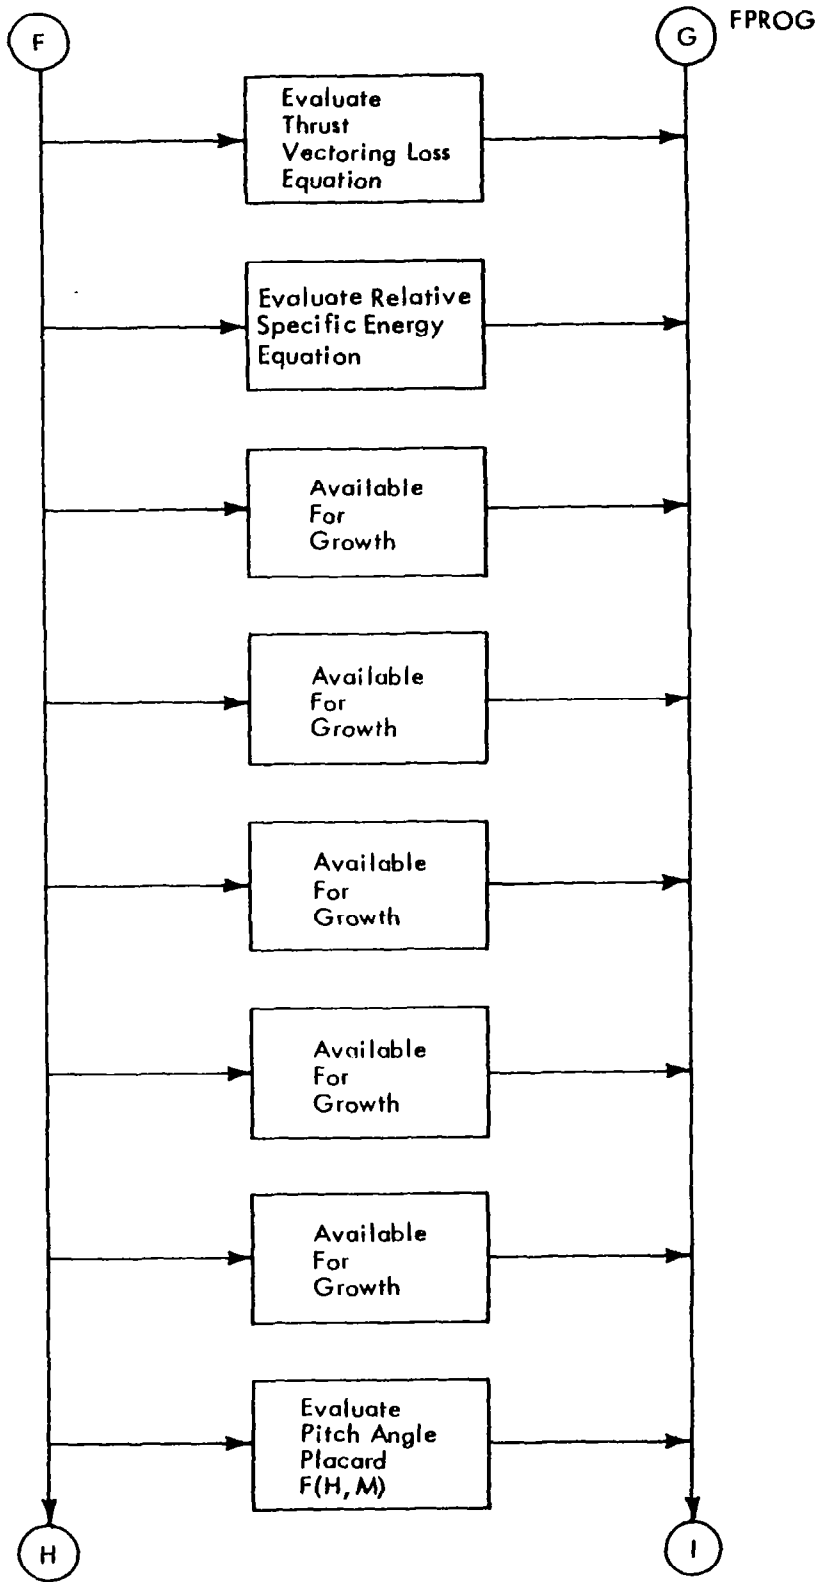 F
G
FPROG
Evaluate
Thrust
Vectoring Loss
Equation
Evaluate Relative
Specific Energy
Equation
Available
For
Growth
Available
For
Growth
Available
For
Growth
Available
For
Growth
Available
For
Growth
Evaluate
Pitch Angle
Placard
F(H,M)
H
I